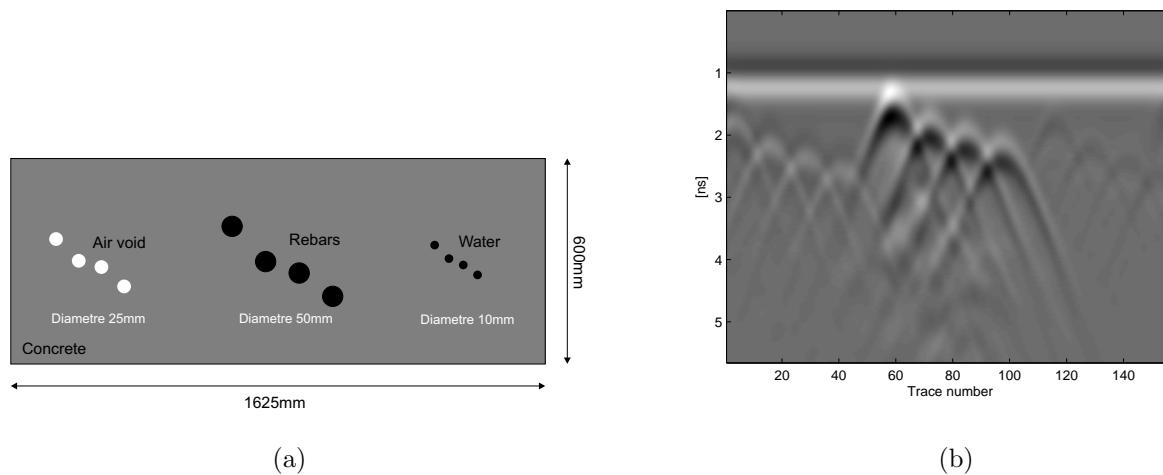 Air void
Rebars
Water
Diametre 25mm
Diametre 50mm
Diametre 10mm
Concrete
600mm
1625mm
(a)
1
2
3
4
5
[ns]
20 40 60 80 100 120 140
Trace number
(b)